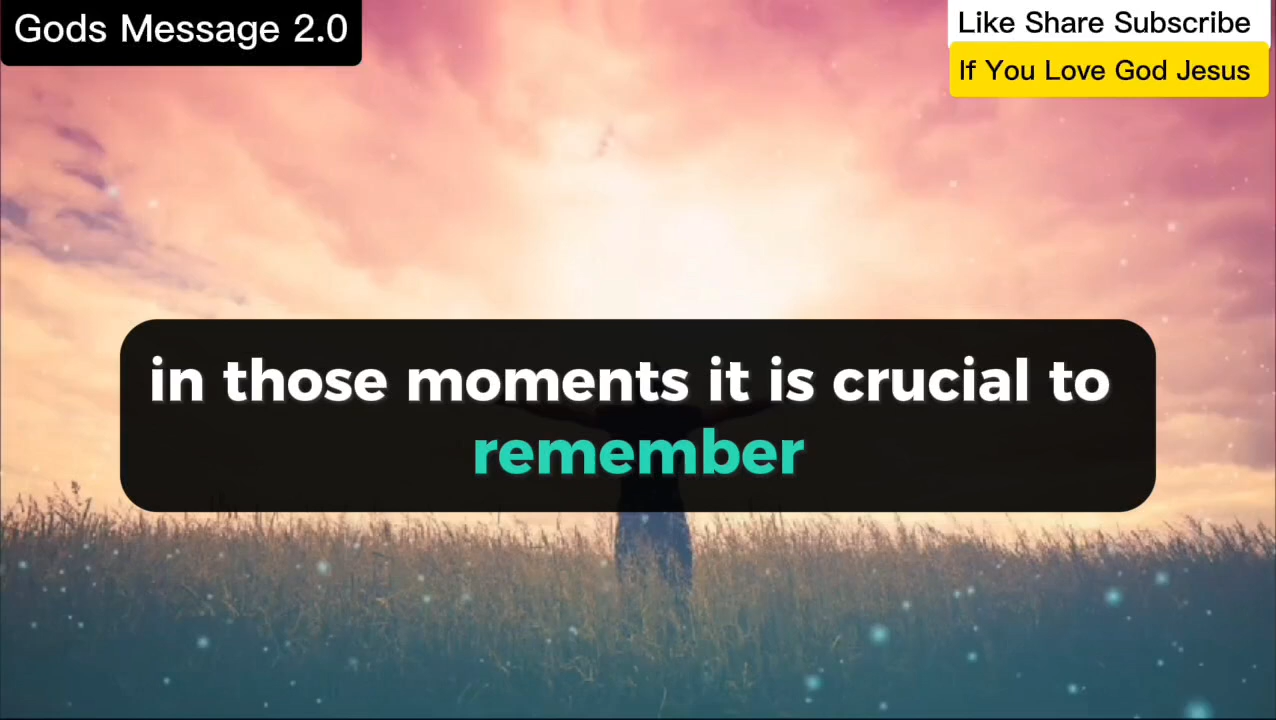 Gods Message 2.0
Like Share Subscribe
If You Love God Jesus
in those moments it is crucial to
remember